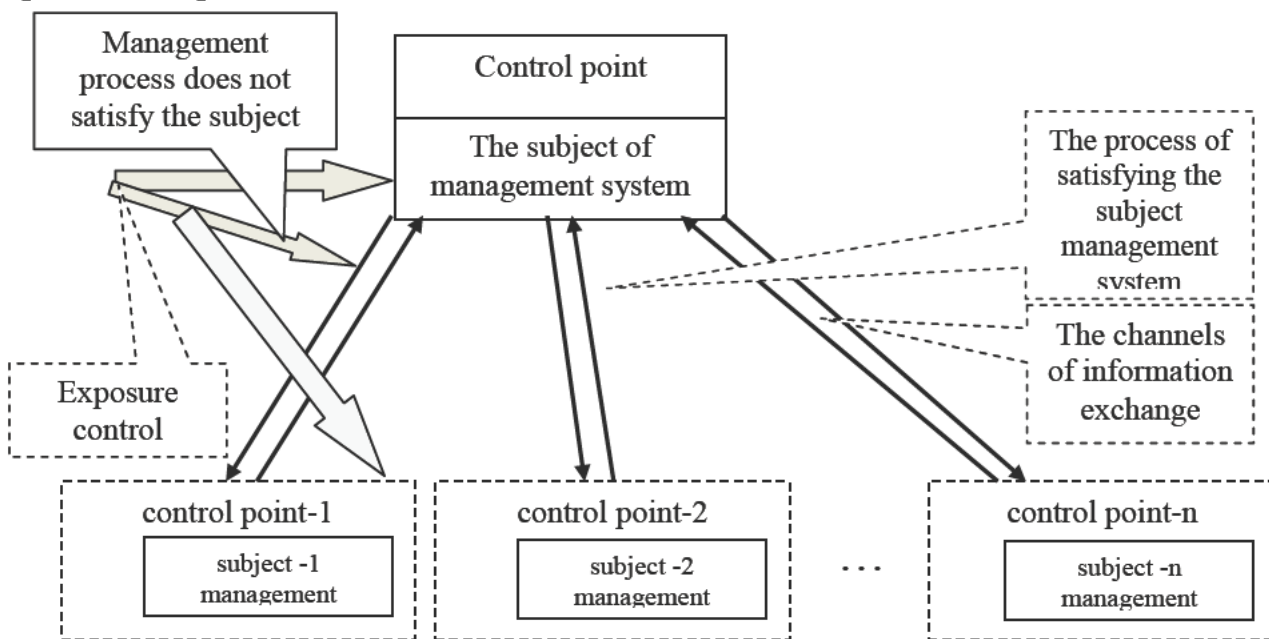 Management
process does not
satisfy the subject
Control point
The subject of
management system
The process of
satisfying the
subject
management
system
Exposure
control
The channels
of information
exchange
control point-1
subject -1
management
control point-2
subject -2
management
...
control point-n
subject -n
management